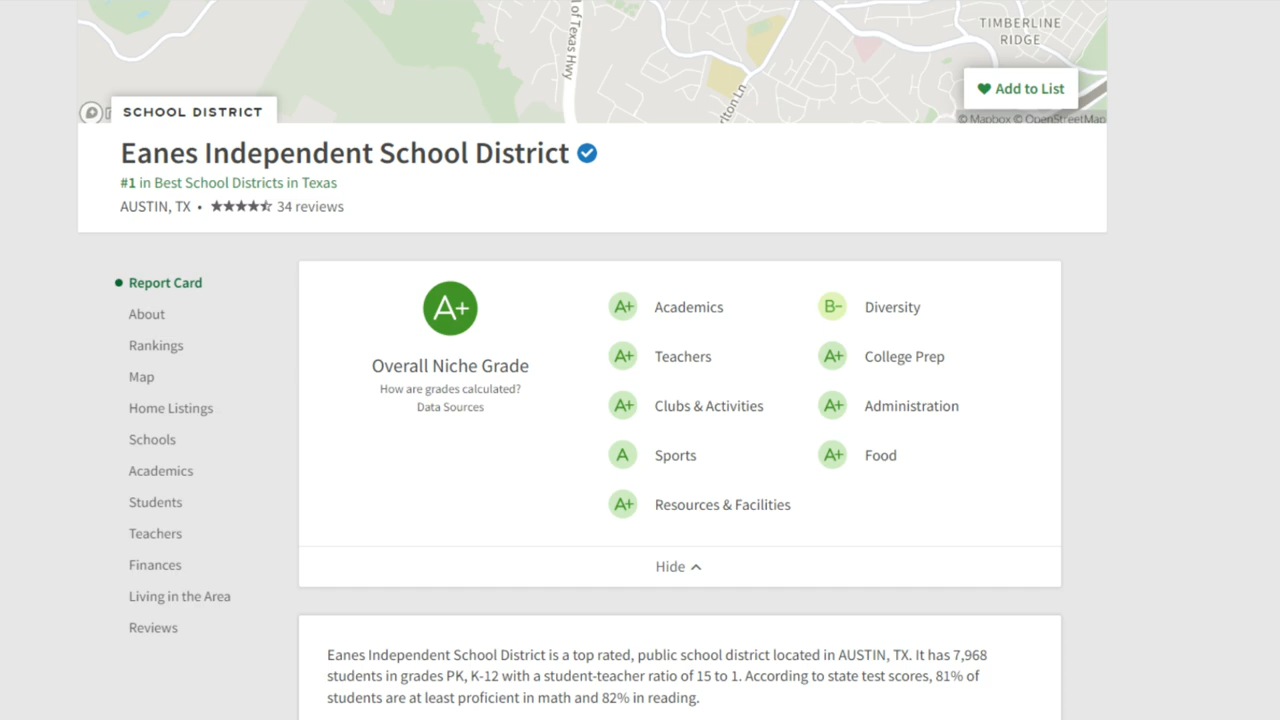 of Texas Hwy
TIMBERLINE
RIDGE
Add to List
lton Ln
© Mapbox © OpenStreetMap
SCHOOL DISTRICT
Eanes Independent School District
#1 in Best School Districts in Texas
AUSTIN, TX • 34 reviews
Report Card
About
Rankings
Map
Home Listings
Schools
Academics
Students
Teachers
Finances
Living in the Area
Reviews
A+
Overall Niche Grade
How are grades calculated?
Data Sources
A+ Academics
B- Diversity
A+ Teachers
A+ College Prep
A+ Clubs & Activities
A+ Administration
A Sports
A+ Food
A+ Resources & Facilities
Hide
Eanes Independent School District is a top rated, public school district located in AUSTIN, TX. It has 7,968
students in grades PK, K-12 with a student-teacher ratio of 15 to 1. According to state test scores, 81% of
students are at least proficient in math and 82% in reading.